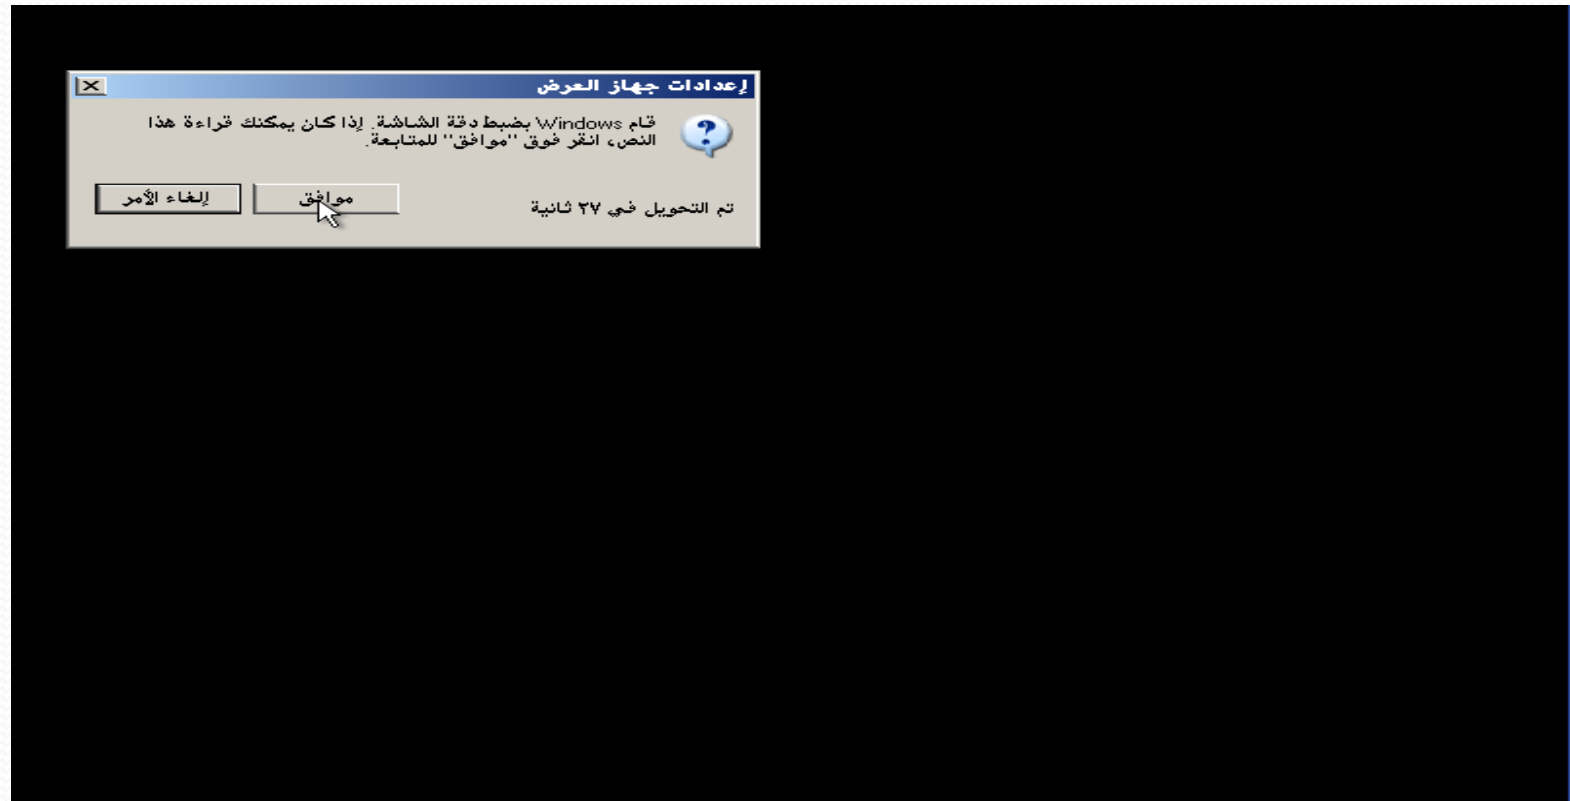 إعدادات جهاز العرض
قام Windows بضبط دقة الشاشة. إذا كان يمكنك قراءة هذا
النص، انقر فوق "موافق" للمتابعة.
تم التحويل في ٢٧ ثانية
موافق
إلغاء الأمر